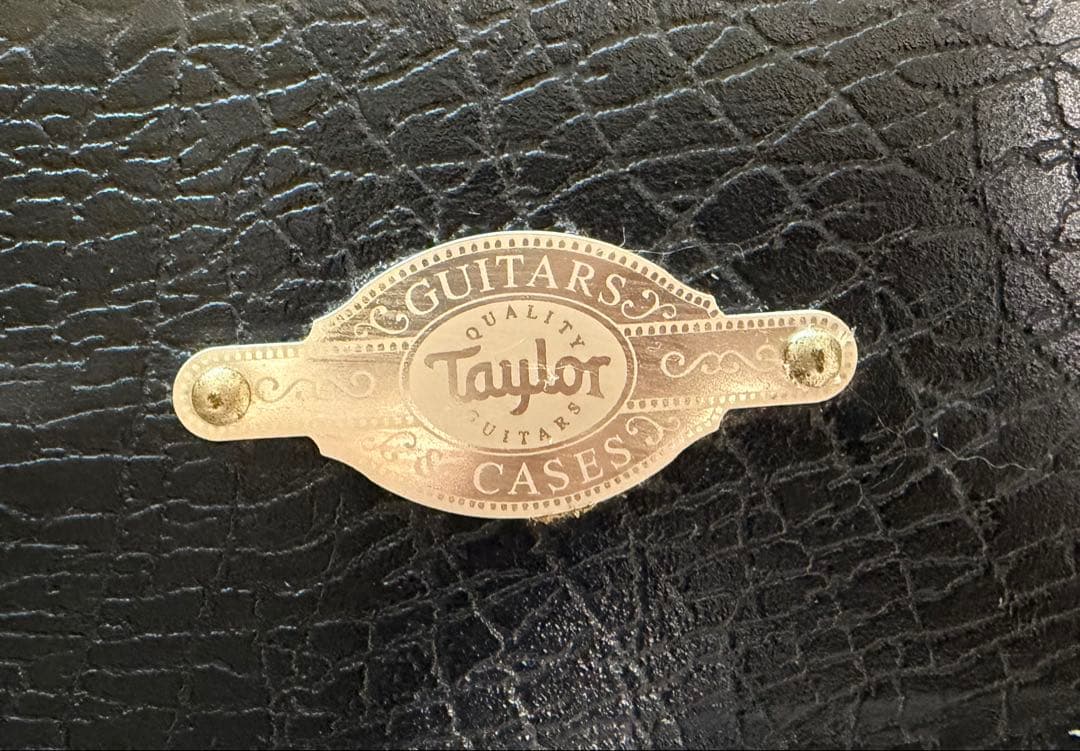 GUITARS
QUALITY
Taylor
GUITARS
& CASES